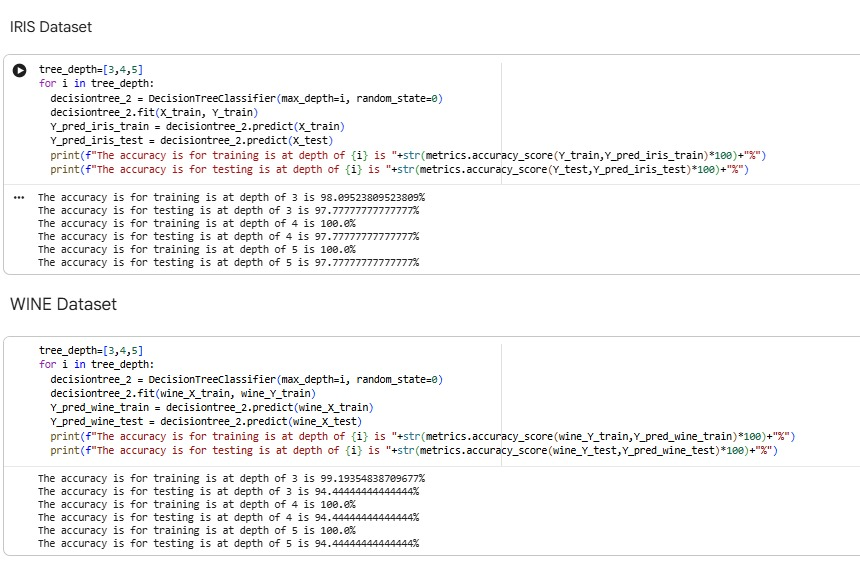 IRIS Dataset
tree_depth=[3,4,5]
for i in tree_depth:
  decisiontree_2 = DecisionTreeClassifier(max_depth=i, random_state=0)
  decisiontree_2.fit(X_train, Y_train)
  Y_pred_iris_train = decisiontree_2.predict(X_train)
  Y_pred_iris_test = decisiontree_2.predict(X_test)
  print(f"The accuracy is for training is at depth of {i} is "+str(metrics.accuracy_score(Y_train,Y_pred_iris_train)*100)+"%")
  print(f"The accuracy is for testing is at depth of {i} is "+str(metrics.accuracy_score(Y_test,Y_pred_iris_test)*100)+"%")
The accuracy is for training is at depth of 3 is 98.09523809523809%
The accuracy is for testing is at depth of 3 is 97.77777777777777%
The accuracy is for training is at depth of 4 is 100.0%
The accuracy is for testing is at depth of 4 is 97.77777777777777%
The accuracy is for training is at depth of 5 is 100.0%
The accuracy is for testing is at depth of 5 is 97.77777777777777%
WINE Dataset
tree_depth=[3,4,5]
for i in tree_depth:
  decisiontree_2 = DecisionTreeClassifier(max_depth=i, random_state=0)
  decisiontree_2.fit(wine_X_train, wine_Y_train)
  Y_pred_wine_train = decisiontree_2.predict(wine_X_train)
  Y_pred_wine_test = decisiontree_2.predict(wine_X_test)
  print(f"The accuracy is for training is at depth of {i} is "+str(metrics.accuracy_score(wine_Y_train,Y_pred_wine_train)*100)+"%")
  print(f"The accuracy is for testing is at depth of {i} is "+str(metrics.accuracy_score(wine_Y_test,Y_pred_wine_test)*100)+"%")
The accuracy is for training is at depth of 3 is 99.19354838709677%
The accuracy is for testing is at depth of 3 is 94.44444444444444%
The accuracy is for training is at depth of 4 is 100.0%
The accuracy is for testing is at depth of 4 is 94.44444444444444%
The accuracy is for training is at depth of 5 is 100.0%
The accuracy is for testing is at depth of 5 is 94.44444444444444%